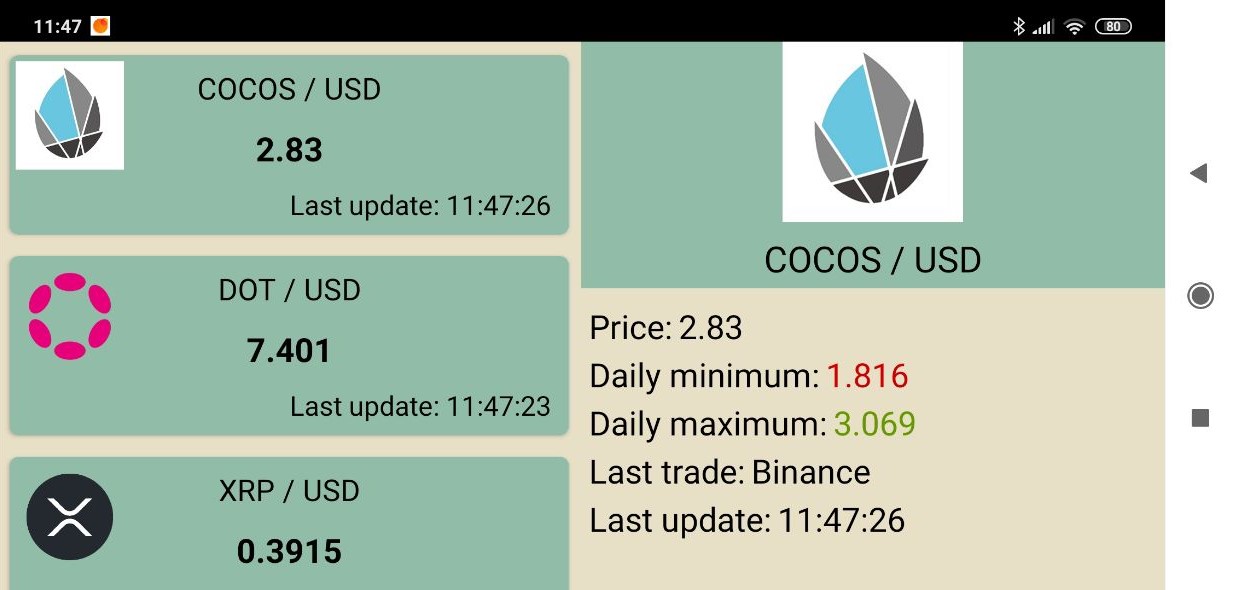 11:47
80
COCOS / USD
2.83
Last update: 11:47:26
DOT / USD
7.401
Last update: 11:47:23
XRP / USD
0.3915
COCOS / USD
Price: 2.83
Daily minimum: 1.816
Daily maximum: 3.069
Last trade: Binance
Last update: 11:47:26